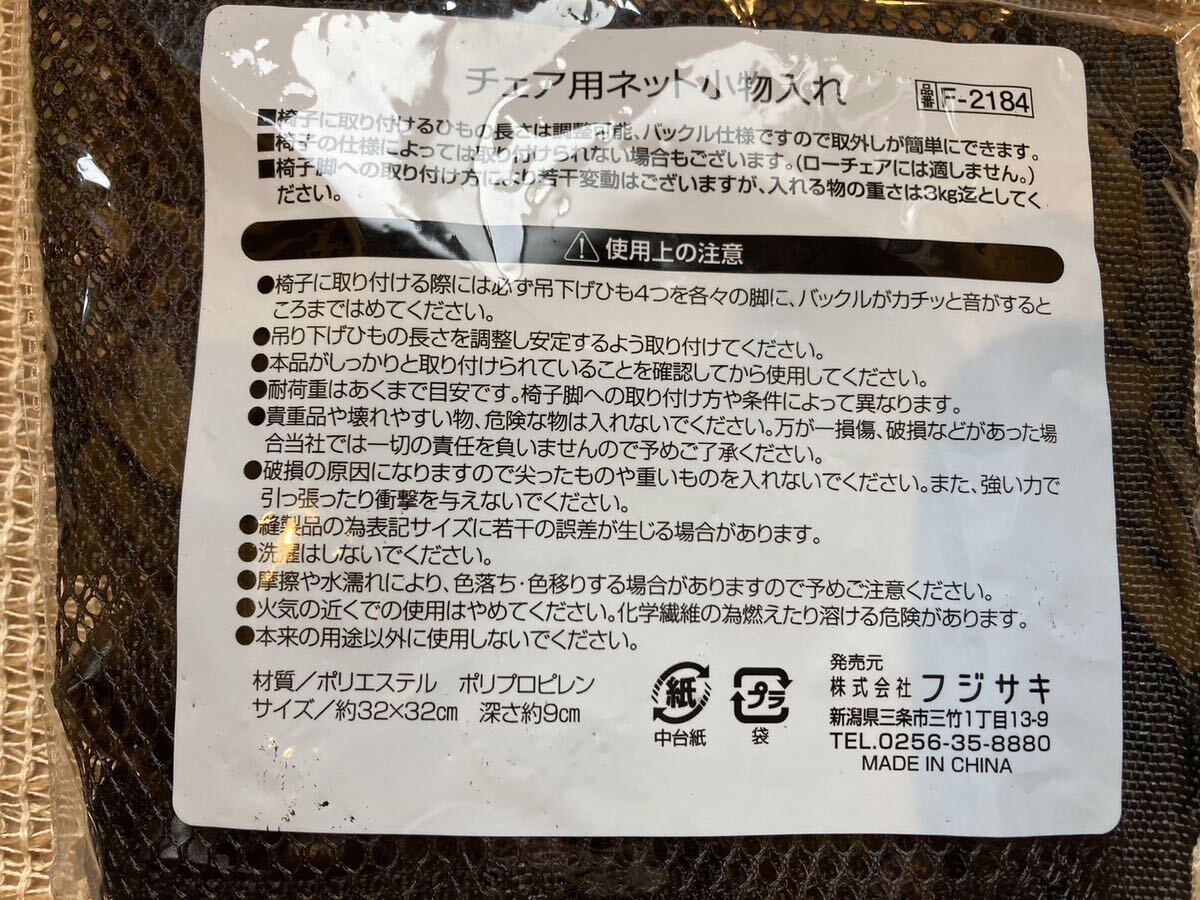 チェア用ネット小物入れ 品番 F-2184
■椅子に取り付けるひもの長さは調整可能、バックル仕様ですので取外しが簡単にできます。
■椅子の仕様によっては取り付けられない場合もございます。(ローチェアには適しません。)
■椅子脚への取り付け方により若干変動はございますが、入れる物の重さは3kg迄としてく
ださい。
使用上の注意
●椅子に取り付ける際には必ず吊下げひも4つを各々の脚に、バックルがカチッと音がすると
ころまではめてください。
●吊り下げひもの長さを調整し安定するよう取り付けてください。
●本品がしっかりと取り付けられていることを確認してから使用してください。
●耐荷重はあくまで目安です。椅子脚への取り付け方や条件によって異なります。
●貴重品や壊れやすい物、危険な物は入れないでください。万が一損傷、破損などがあった場
合当社では一切の責任を負いませんので予めご了承ください。
●破損の原因になりますので尖ったものや重いものを入れないでください。また、強い力で
引っ張ったり衝撃を与えないでください。
●縫製品の為表記サイズに若干の誤差が生じる場合があります。
●洗濯はしないでください。
●摩擦や水濡れにより、色落ち・色移りする場合がありますので予めご注意ください。
●火気の近くでの使用はやめてください。化学繊維の為燃えたり溶ける危険があります。
●本来の用途以外に使用しないでください。
材質/ポリエステル ポリプロピレン
サイズ/約32×32cm 深さ約9cm
紙
中台紙
プラ
袋
発売元
株式会社 フジサキ
新潟県三条市三竹1丁目13-9
TEL.0256-35-8880
MADE IN CHINA